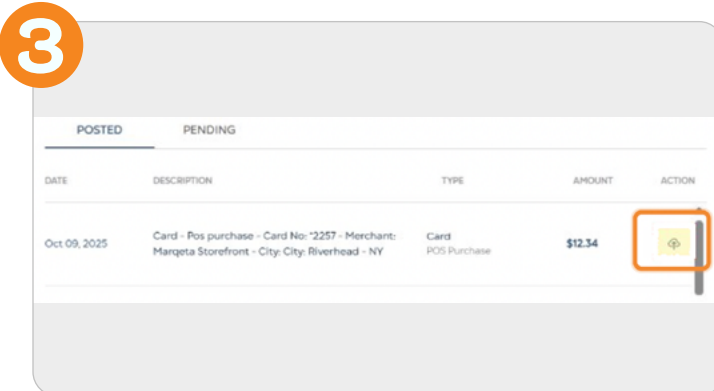 3
POSTED PENDING
DATE DESCRIPTION TYPE AMOUNT ACTION
Oct 09, 2025 Card - Pos purchase - Card No: *2257 - Merchant: Card $12.34
Marqeta Storefront - City: City: Riverhead - NY POS Purchase